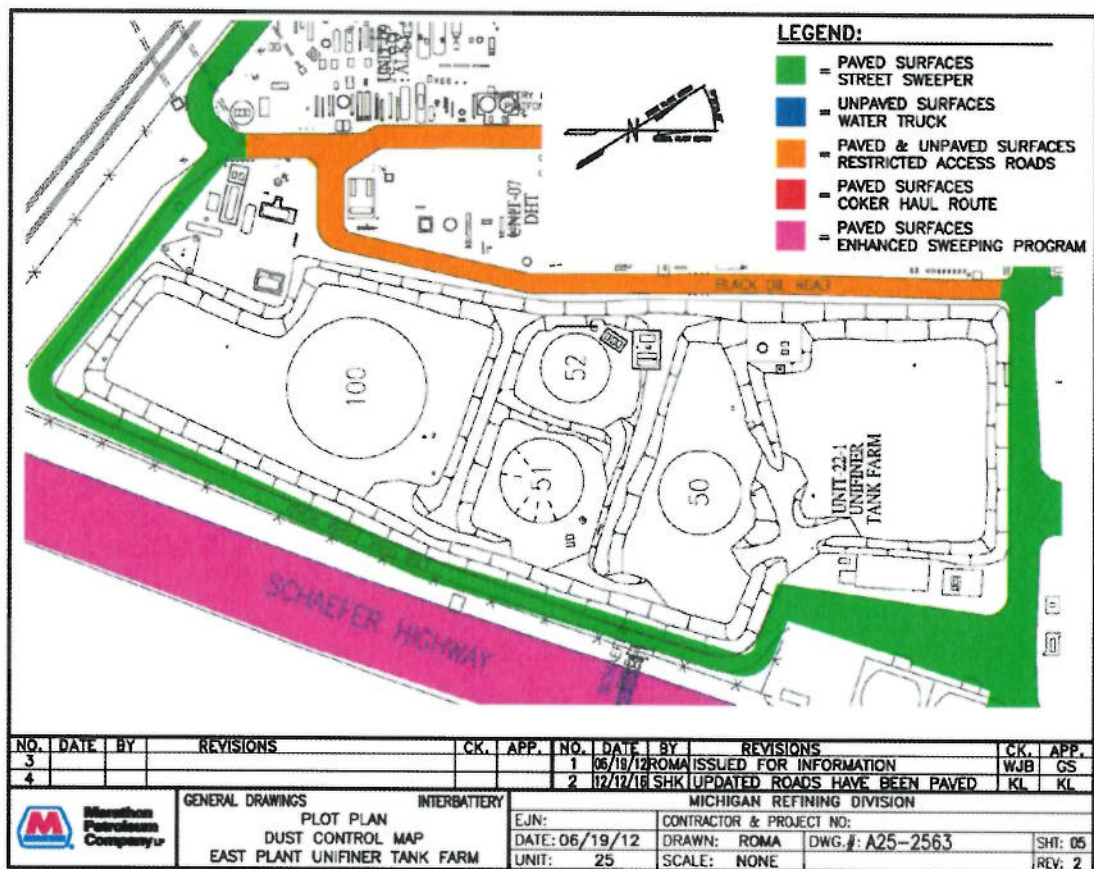 LEGEND:
= PAVED SURFACES
STREET SWEEPER
= UNPAVED SURFACES
WATER TRUCK
= PAVED & UNPAVED SURFACES
RESTRICTED ACCESS ROADS
= PAVED SURFACES
COKER HAUL ROUTE
= PAVED SURFACES
ENHANCED SWEEPING PROGRAM
N
UNIT-07
DHT
BLACK OIL ROAD
100
52
51
50
UNIT-22-1
UNIFINER
TANK FARM
SCHAEFER HIGHWAY
NO. DATE BY REVISIONS CK. APP. NO. DATE BY REVISIONS CK. APP.
3 1 06/19/12 ROMA ISSUED FOR INFORMATION WJB GS
4 2 12/12/16 SHK UPDATED ROADS HAVE BEEN PAVED KL KL
M Marathon
Petroleum
Company LP
GENERAL DRAWINGS INTERBATTERY
PLOT PLAN
DUST CONTROL MAP
EAST PLANT UNIFINER TANK FARM
MICHIGAN REFINING DIVISION
EJN: CONTRACTOR & PROJECT NO:
DATE: 06/19/12 DRAWN: ROMA DWG.#: A25-2563 SHT: 05
UNIT: 25 SCALE: NONE REV: 2